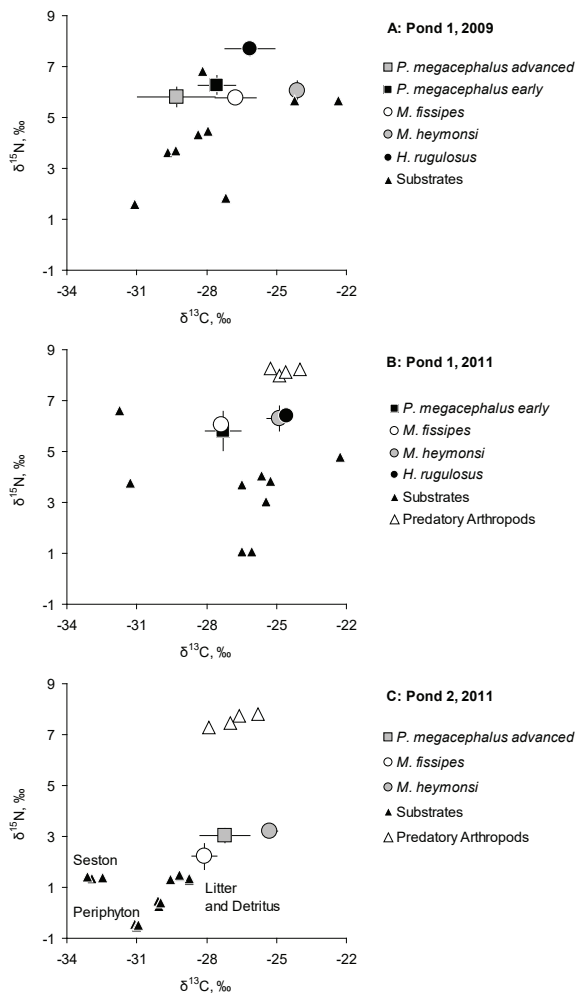 A: Pond 1, 2009
9
7
5
3
1
-1
δ15N, ‰
-34 -31 -28 -25 -22
δ13C, ‰
P. megacephalus advanced
P. megacephalus early
M. fissipes
M. heymonsi
H. rugulosus
Substrates
B: Pond 1, 2011
9
7
5
3
1
-1
δ15N, ‰
-34 -31 -28 -25 -22
δ13C, ‰
P. megacephalus early
M. fissipes
M. heymonsi
H. rugulosus
Substrates
Predatory Arthropods
C: Pond 2, 2011
9
7
5
3
1
-1
δ15N, ‰
Seston
Periphyton
Litter
and Detritus
-34 -31 -28 -25 -22
δ13C, ‰
P. megacephalus advanced
M. fissipes
M. heymonsi
Substrates
Predatory Arthropods